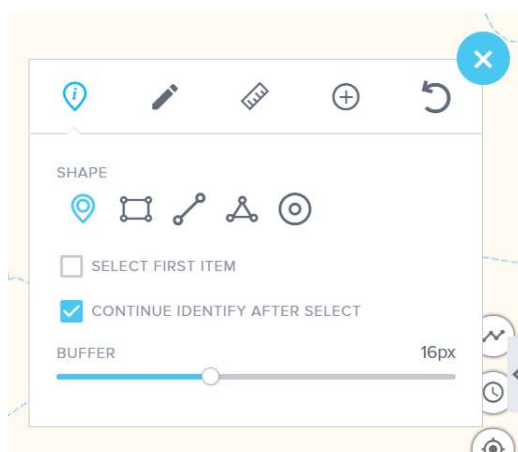 SHAPE
SELECT FIRST ITEM
CONTINUE IDENTIFY AFTER SELECT
BUFFER 16px